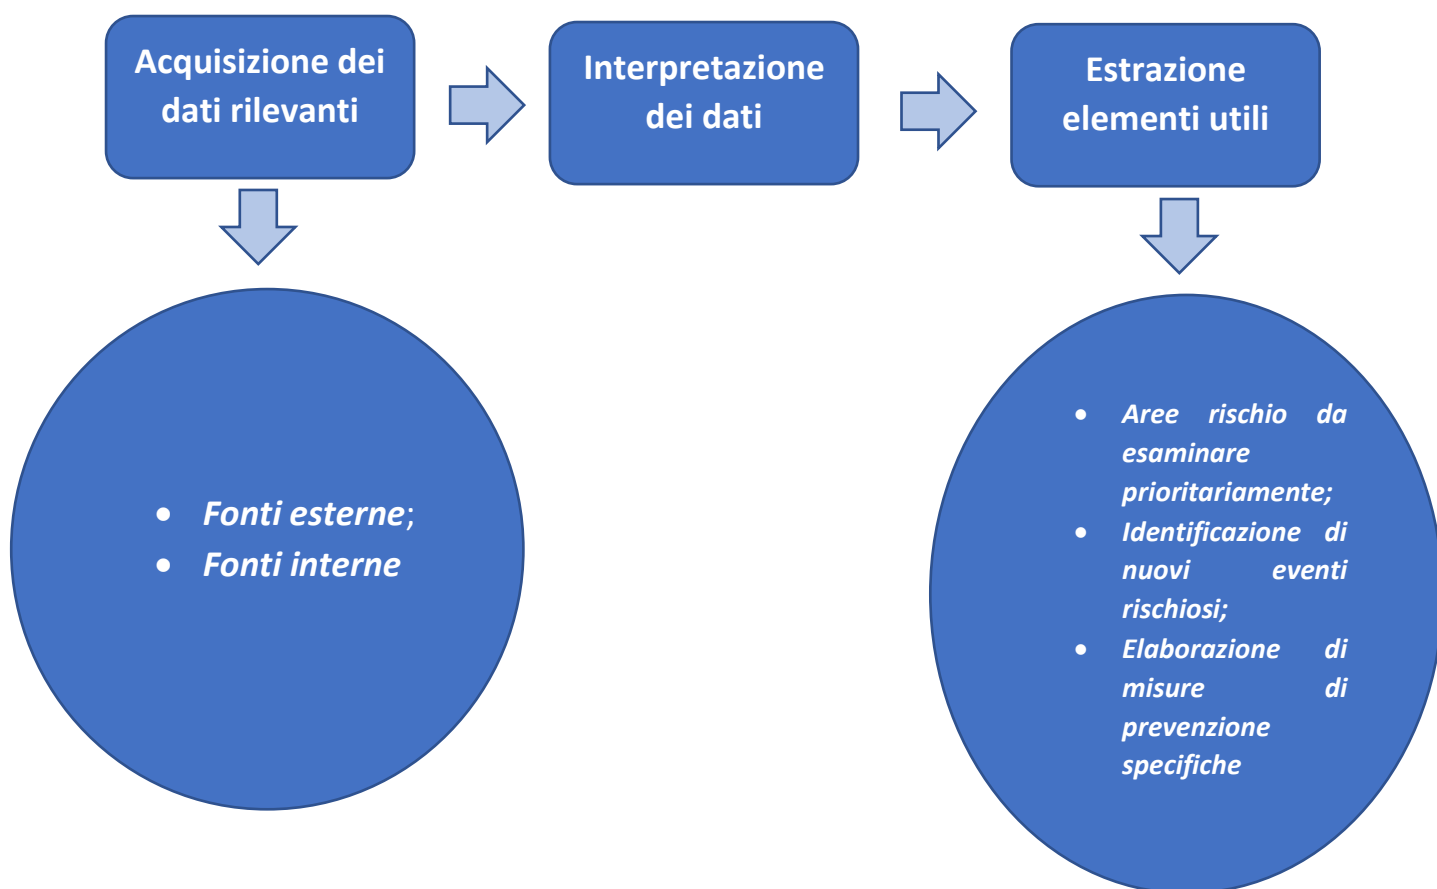 Acquisizione dei
dati rilevanti
Interpretazione
dei dati
Estrazione
elementi utili
• Fonti esterne;
• Fonti interne
• Aree rischio da
esaminare
prioritariamente;
• Identificazione di
nuovi eventi
rischiosi;
• Elaborazione di
misure di
prevenzione
specifiche